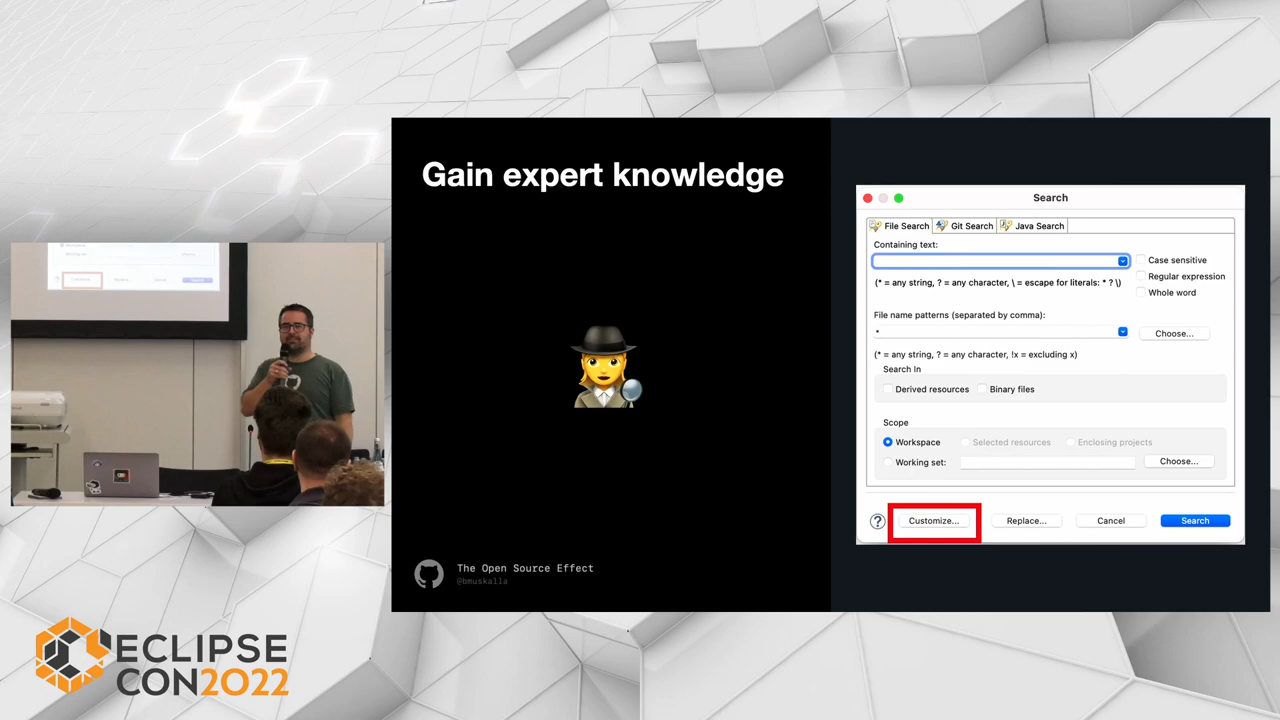 Gain expert knowledge
The Open Source Effect
@bmuskalla
Search
File Search
Git Search
Java Search
Containing text:
Case sensitive
(* = any string, ? = any character, \ = escape for literals: * ? \)
Regular expression
Whole word
File name patterns (separated by comma):
*
Choose...
(* = any string, ? = any character, !x = excluding x)
Search In
Derived resources
Binary files
Scope
Workspace
Selected resources
Enclosing projects
Working set:
Choose...
?
Customize...
Replace...
Cancel
Search
ECLIPSE
CON2022